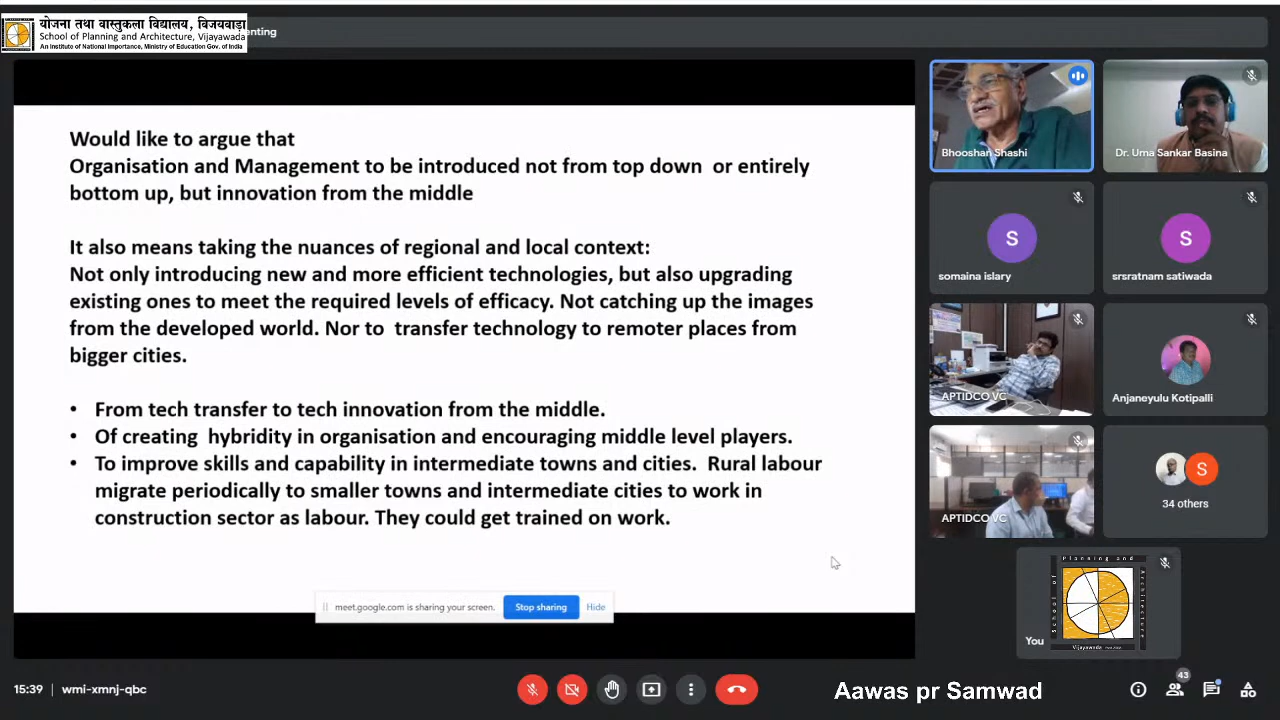 योजना तथा वास्तुकला विद्यालय, विजयवाड़ा
School of Planning and Architecture, Vijayawada
An Institute of National Importance, Ministry of Education Gov. of India
enting
Would like to argue that
Organisation and Management to be introduced not from top down or entirely
bottom up, but innovation from the middle
It also means taking the nuances of regional and local context:
Not only introducing new and more efficient technologies, but also upgrading
existing ones to meet the required levels of efficacy. Not catching up the images
from the developed world. Nor to transfer technology to remoter places from
bigger cities.
• From tech transfer to tech innovation from the middle.
• Of creating hybridity in organisation and encouraging middle level players.
• To improve skills and capability in intermediate towns and cities. Rural labour
migrate periodically to smaller towns and intermediate cities to work in
construction sector as labour. They could get trained on work.
meet.google.com is sharing your screen.
Stop sharing
Hide
Bhooshan Shashi
Dr. Uma Sankar Basina
S
somaina islary
S
srsratnam satiwada
APTIDCO VC
Anjaneyulu Kotipalli
APTIDCO VC
S
34 others
Planning and
School of
Architecture
Vijayawada
You
15:39 | wmi-xmnj-qbc
Aawas pr Samwad
43